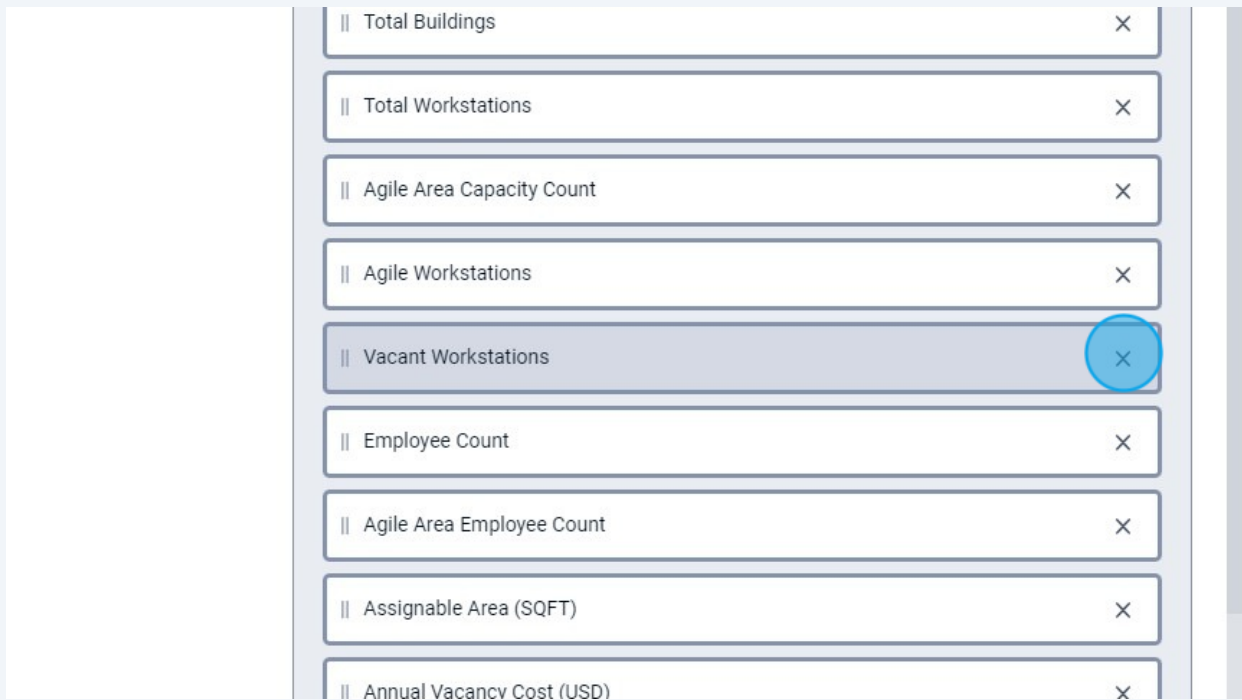 Total Buildings
Total Workstations
Agile Area Capacity Count
Agile Workstations
Vacant Workstations
Employee Count
Agile Area Employee Count
Assignable Area (SQFT)
Annual Vacancy Cost (USD)